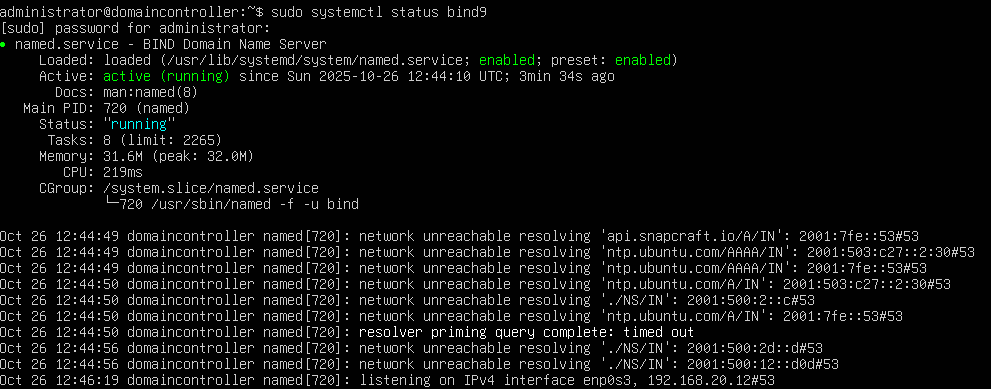 administrator@domaincontroller:~$ sudo systemctl status bind9
[sudo] password for administrator:
● named.service - BIND Domain Name Server
     Loaded: loaded (/usr/lib/systemd/system/named.service; enabled; preset: enabled)
     Active: active (running) since Sun 2025-10-26 12:44:10 UTC; 3min 34s ago
       Docs: man:named(8)
   Main PID: 720 (named)
     Status: "running"
      Tasks: 8 (limit: 2265)
     Memory: 31.6M (peak: 32.0M)
        CPU: 219ms
     CGroup: /system.slice/named.service
             └─720 /usr/sbin/named -f -u bind
Oct 26 12:44:49 domaincontroller named[720]: network unreachable resolving 'api.snapcraft.io/A/IN': 2001:7fe::53#53
Oct 26 12:44:50 domaincontroller named[720]: network unreachable resolving 'ntp.ubuntu.com/AAAA/IN': 2001:503:c27::2:30#53
Oct 26 12:44:50 domaincontroller named[720]: network unreachable resolving 'ntp.ubuntu.com/AAAA/IN': 2001:7fe::53#53
Oct 26 12:44:50 domaincontroller named[720]: network unreachable resolving 'ntp.ubuntu.com/A/IN': 2001:503:c27::2:30#53
Oct 26 12:44:50 domaincontroller named[720]: network unreachable resolving './NS/IN': 2001:500:2::c#53
Oct 26 12:44:50 domaincontroller named[720]: network unreachable resolving 'ntp.ubuntu.com/A/IN': 2001:7fe::53#53
Oct 26 12:44:50 domaincontroller named[720]: resolver priming query complete: timed out
Oct 26 12:44:56 domaincontroller named[720]: network unreachable resolving './NS/IN': 2001:500:2d::d#53
Oct 26 12:44:56 domaincontroller named[720]: network unreachable resolving './NS/IN': 2001:500:12::d0d#53
Oct 26 12:46:19 domaincontroller named[720]: listening on IPv4 interface enp0s3, 192.168.20.12#53